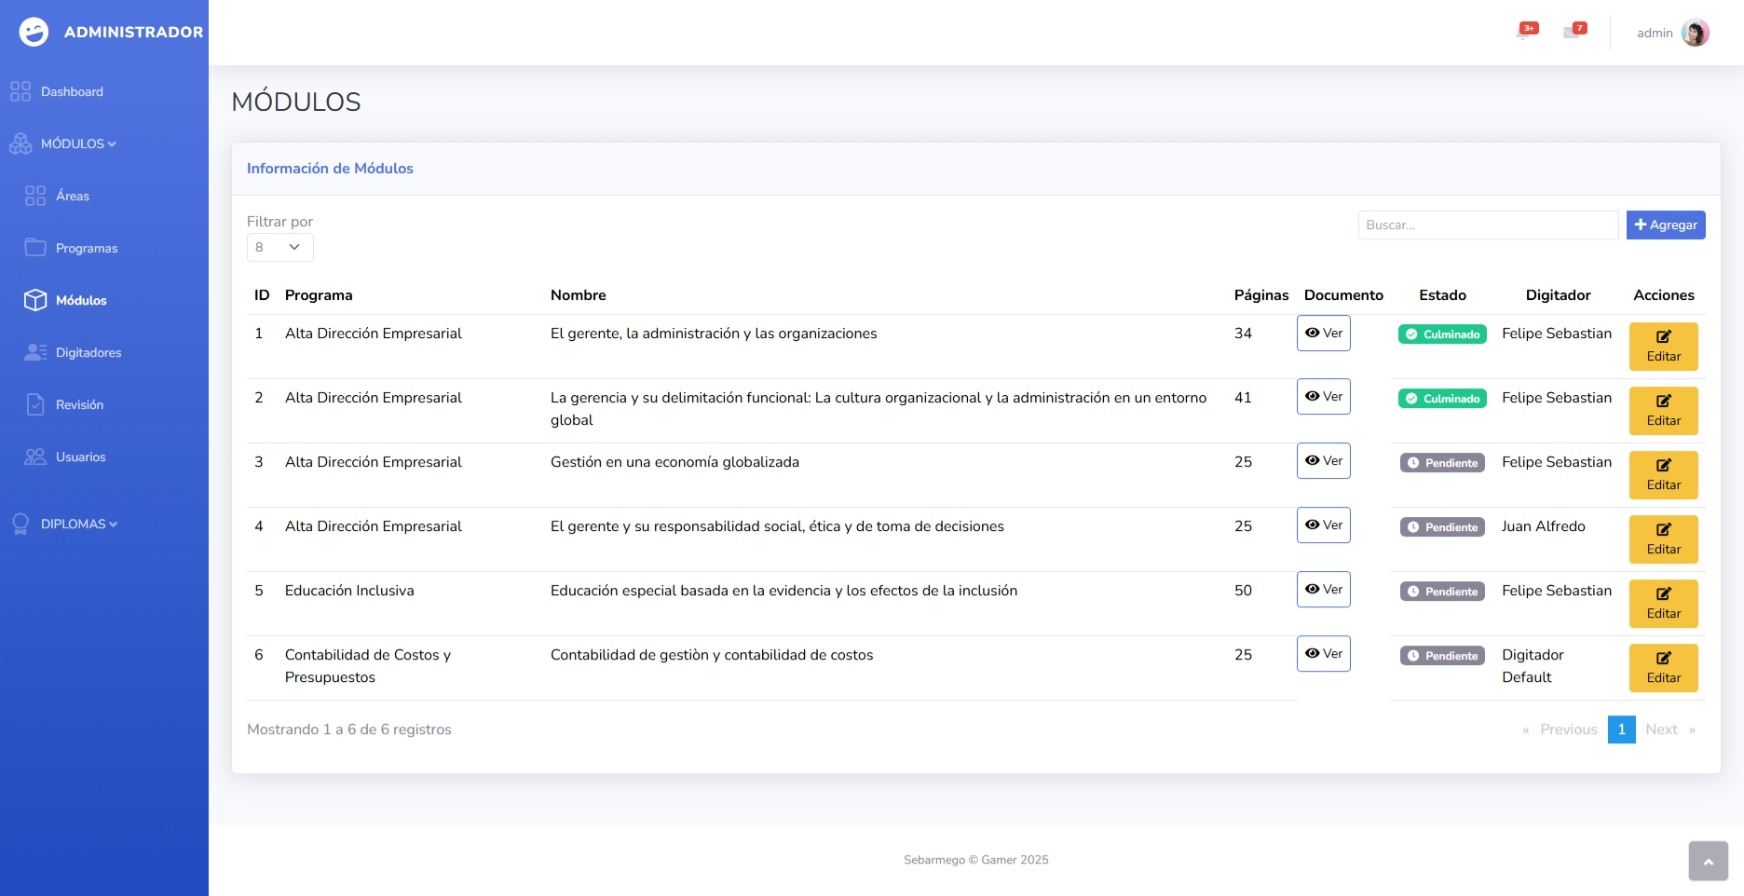 ADMINISTRADOR
3+
7
admin
Dashboard
MÓDULOS
Áreas
Programas
Módulos
Digitadores
Revisión
Usuarios
DIPLOMAS
MÓDULOS
Información de Módulos
Filtrar por
8
Buscar...
Agregar
ID Programa Nombre Páginas Documento Estado Digitador Acciones
1 Alta Dirección Empresarial El gerente, la administración y las organizaciones 34 Ver Culminado Felipe Sebastian Editar
2 Alta Dirección Empresarial La gerencia y su delimitación funcional: La cultura organizacional y la administración en un entorno 41 Ver Culminado Felipe Sebastian
global Editar
3 Alta Dirección Empresarial Gestión en una economía globalizada 25 Ver Pendiente Felipe Sebastian Editar
4 Alta Dirección Empresarial El gerente y su responsabilidad social, ética y de toma de decisiones 25 Ver Pendiente Juan Alfredo Editar
5 Educación Inclusiva Educación especial basada en la evidencia y los efectos de la inclusión 50 Ver Pendiente Felipe Sebastian Editar
6 Contabilidad de Costos y Contabilidad de gestiòn y contabilidad de costos 25 Ver Pendiente Digitador
Presupuestos Default Editar
Mostrando 1 a 6 de 6 registros
« Previous 1 Next »
Sebarmego © Gamer 2025